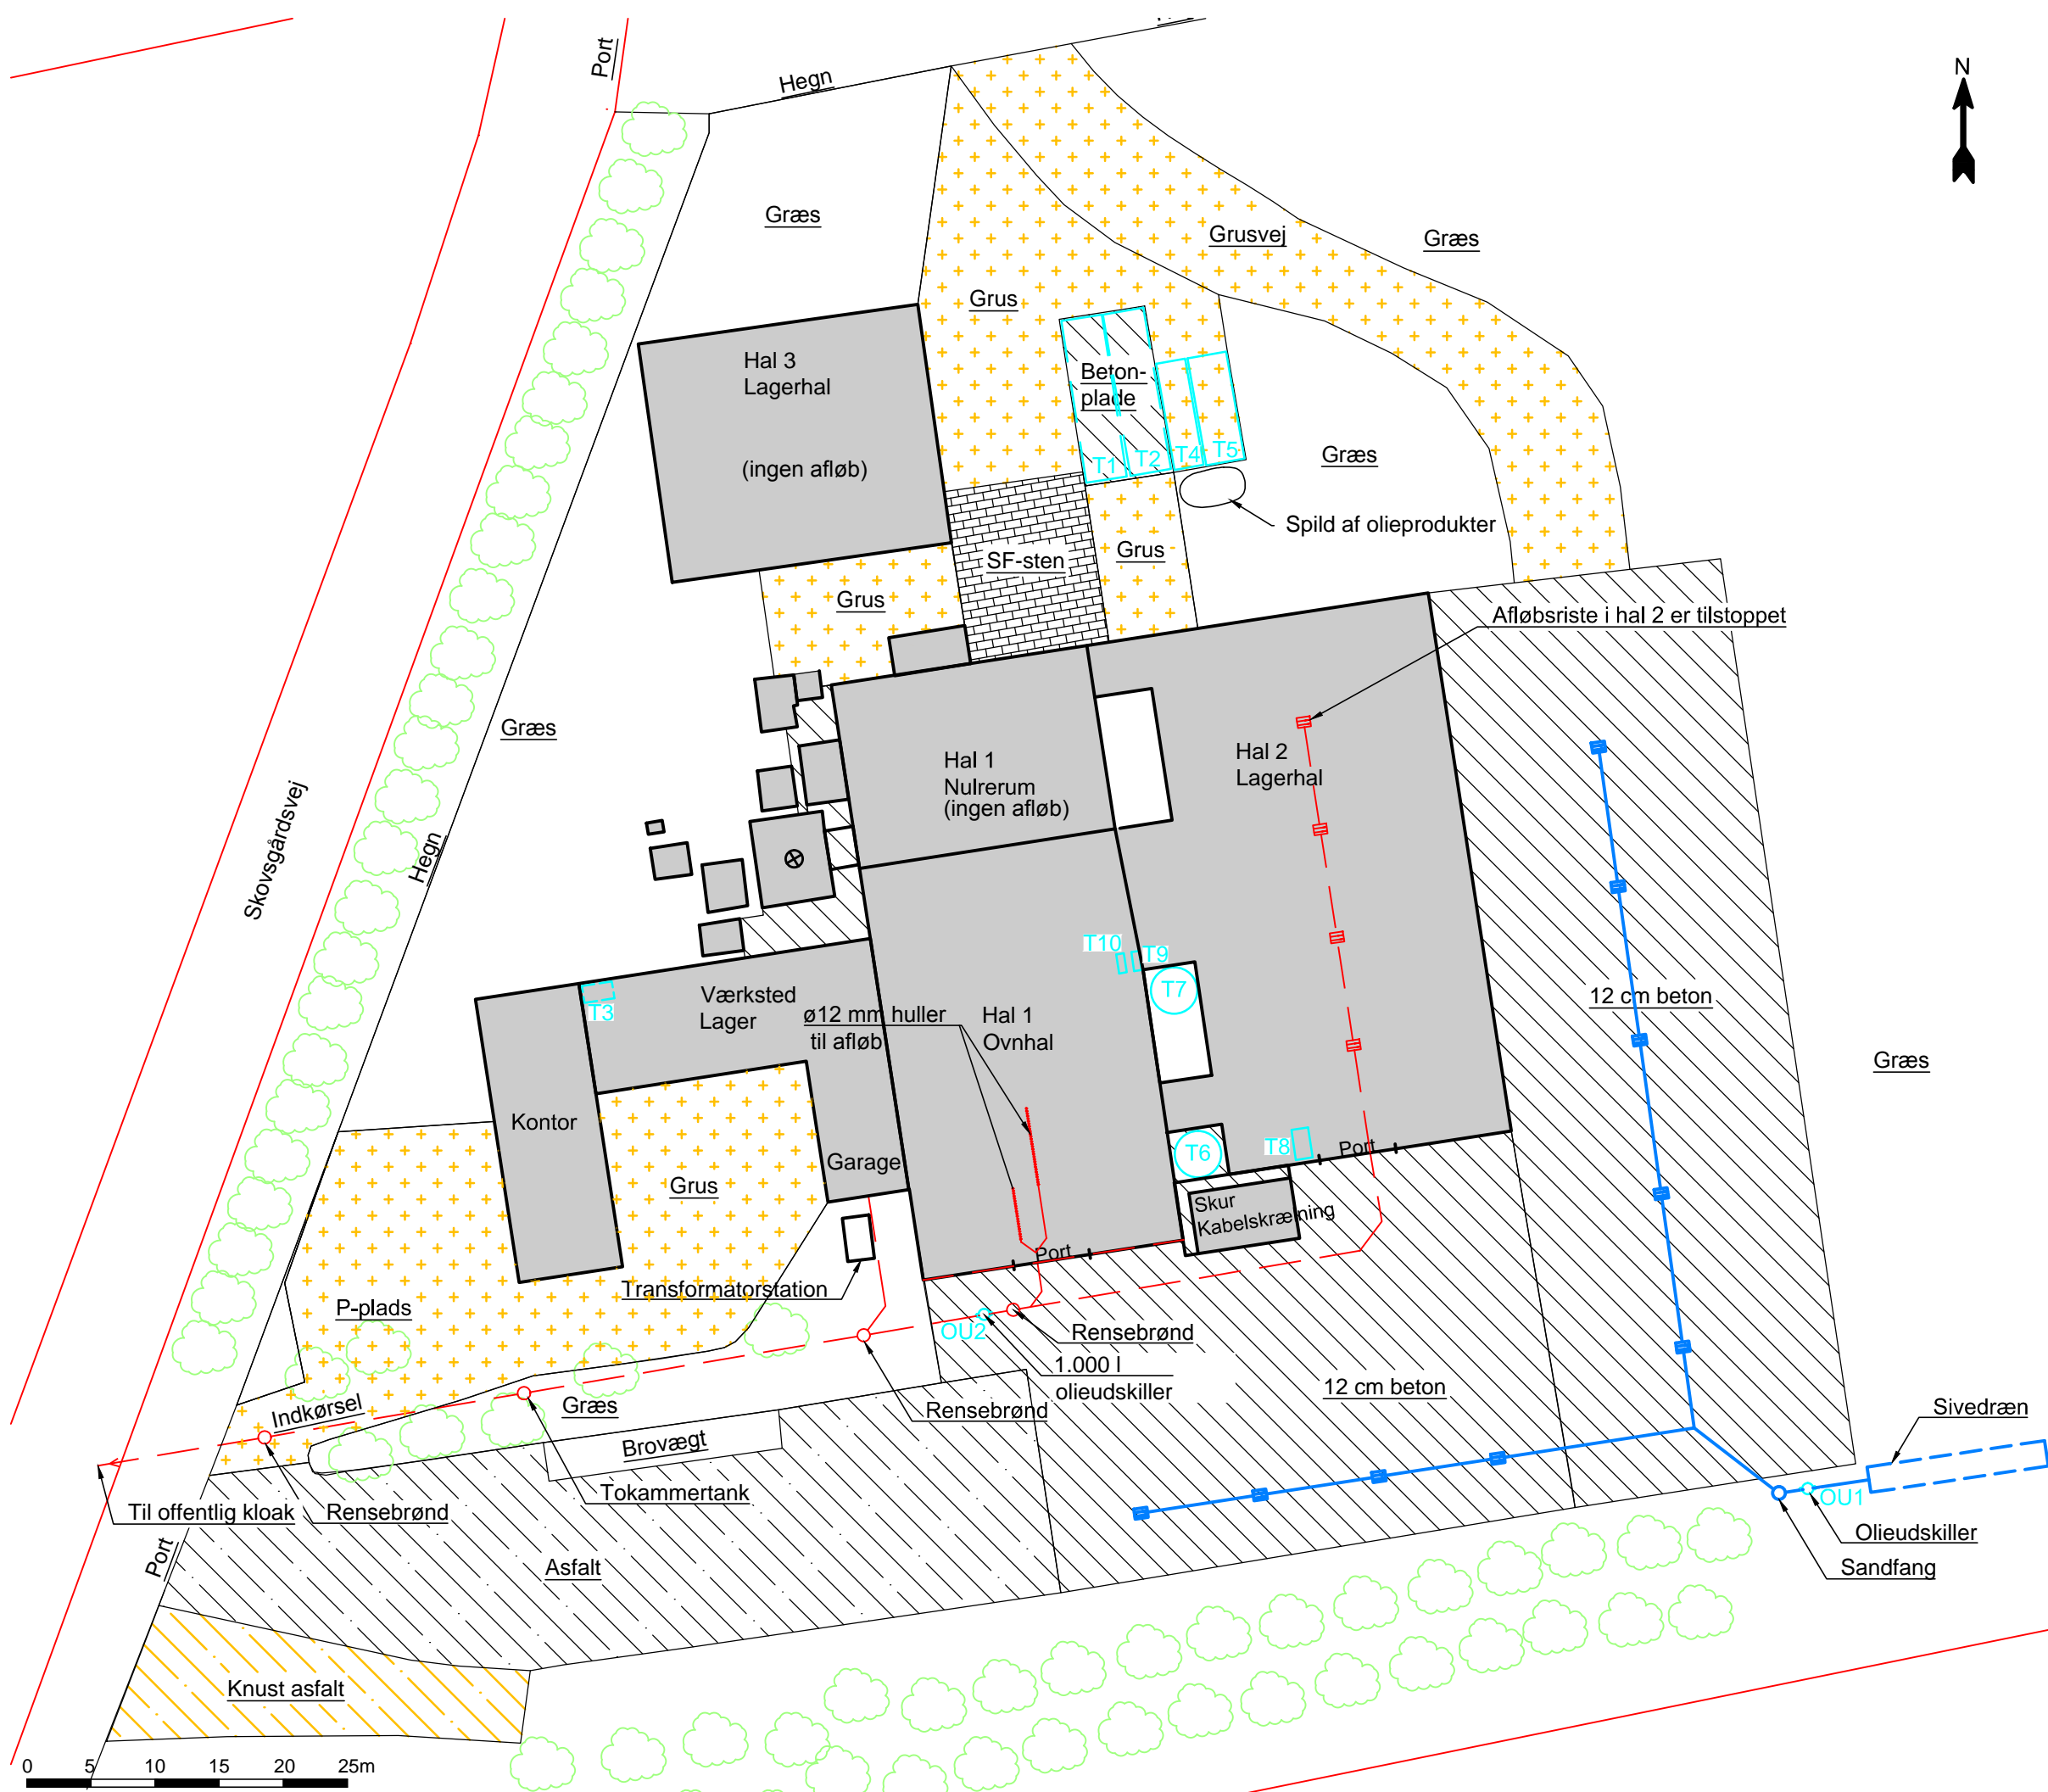 Port
Hegn
N
Græs
Grusvej
Græs
Grus
Hal 3
Lagerhal
(ingen afløb)
Beton-
plade
T1
T2
T4
T5
Græs
Spild af olieprodukter
SF-sten
Grus
Grus
Afløbsriste i hal 2 er tilstoppet
Græs
Hal 1
Nulrerum
(ingen afløb)
Hal 2
Lagerhal
Skovsgårdsvej
Hegn
T10
T9
T7
12 cm beton
Værksted
Lager
T3
ø12 mm huller
til afløb
Hal 1
Ovnhal
Græs
Kontor
Garage
Grus
T6
T8
Port
Skur
Kabelskrælning
Port
Transformatorstation
P-plads
OU2
Rensebrønd
1.000 l
olieudskiller
12 cm beton
Rensebrønd
Indkørsel
Græs
Brovægt
Sivedræn
Tokammertank
OU1
Til offentlig kloak
Rensebrønd
Olieudskiller
Port
Asfalt
Sandfang
Knust asfalt
0 5 10 15 20 25m